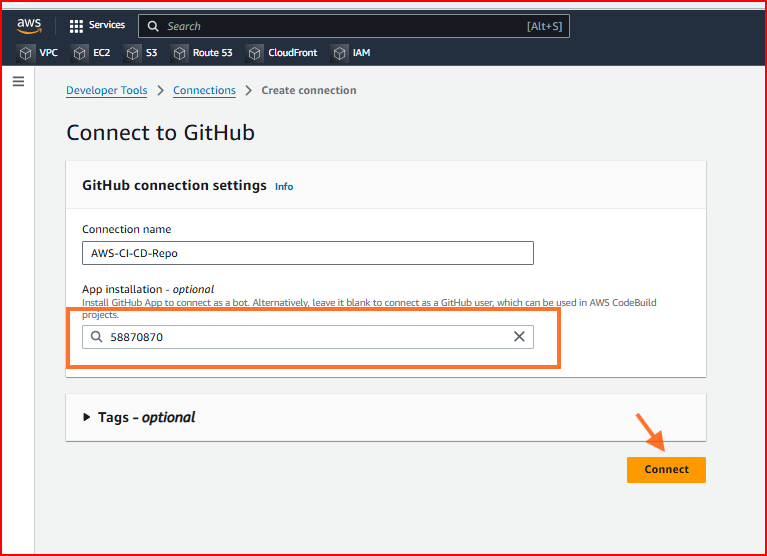 aws
Services
Search
[Alt+S]
VPC
EC2
S3
Route 53
CloudFront
IAM
Developer Tools > Connections > Create connection
Connect to GitHub
GitHub connection settings Info
Connection name
AWS-CI-CD-Repo
App installation - optional
Install GitHub App to connect as a bot. Alternatively, leave it blank to connect as a GitHub user, which can be used in AWS CodeBuild
projects.
58870870
Tags - optional
Connect